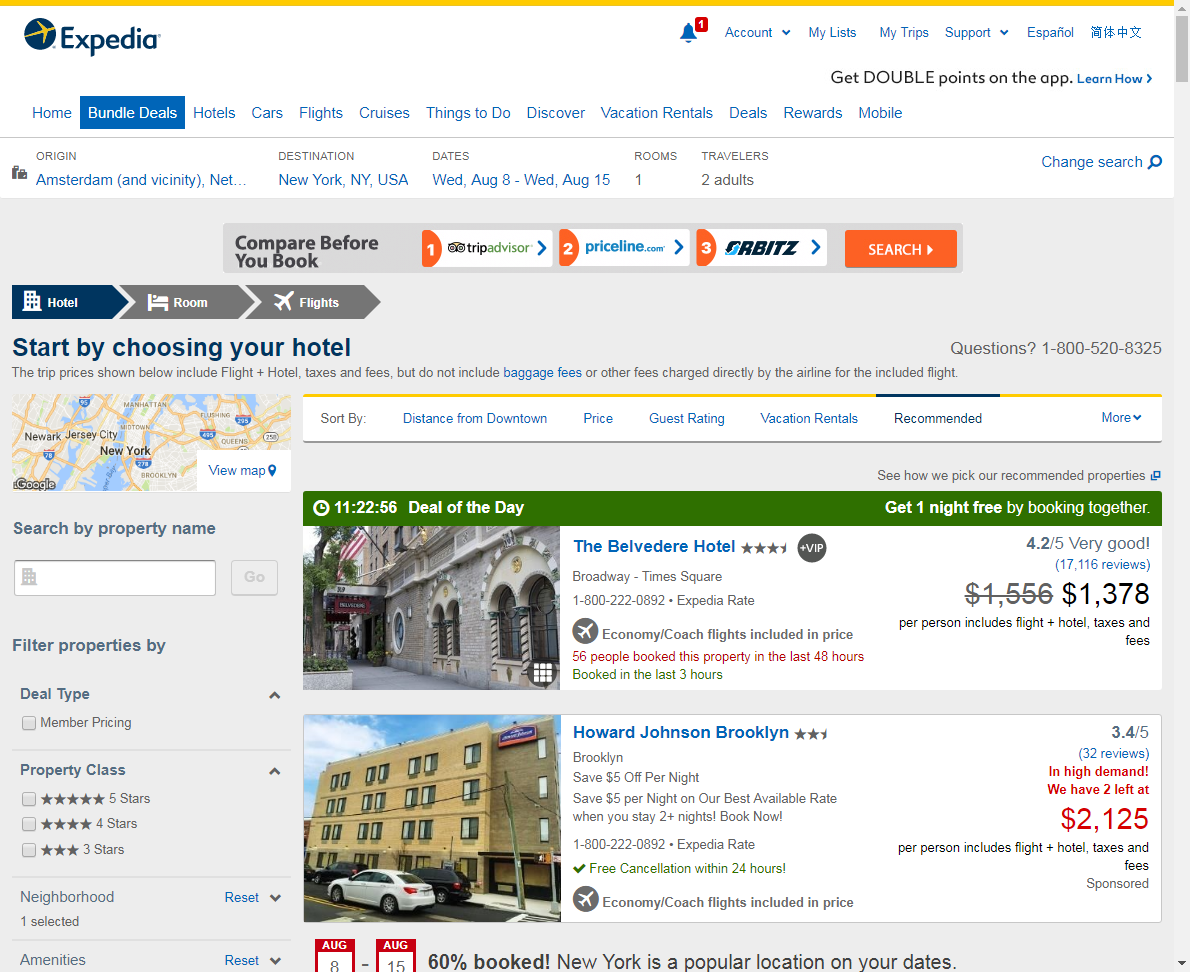 Expedia
1
Account
My Lists
My Trips
Support
Español
简体中文
Get DOUBLE points on the app. Learn How
Home
Bundle Deals
Hotels
Cars
Flights
Cruises
Things to Do
Discover
Vacation Rentals
Deals
Rewards
Mobile
ORIGIN
Amsterdam (and vicinity), Net...
DESTINATION
New York, NY, USA
DATES
Wed, Aug 8 - Wed, Aug 15
ROOMS
1
TRAVELERS
2 adults
Change search
Compare Before
You Book
1 tripadvisor
2 priceline.com
3 ORBITZ
SEARCH
Hotel
Room
Flights
Start by choosing your hotel
Questions? 1-800-520-8325
The trip prices shown below include Flight + Hotel, taxes and fees, but do not include baggage fees or other fees charged directly by the airline for the included flight.
95
MANHATTAN
FLUSHING
295
MIDTOWN
495
QUEENS
258
Newark
Jersey City
New York
78
278
BROOKLYN
Google
View map
Search by property name
Go
Filter properties by
Deal Type
Member Pricing
Property Class
5 Stars
4 Stars
3 Stars
Neighborhood
Reset
1 selected
Amenities
Reset
Sort By:
Distance from Downtown
Price
Guest Rating
Vacation Rentals
Recommended
More
See how we pick our recommended properties
11:22:56 Deal of the Day
Get 1 night free by booking together.
319
BELVEDERE
The Belvedere Hotel
+VIP
Broadway - Times Square
1-800-222-0892 • Expedia Rate
Economy/Coach flights included in price
56 people booked this property in the last 48 hours
Booked in the last 3 hours
4.2/5 Very good!
(17,116 reviews)
$1,556 $1,378
per person includes flight + hotel, taxes and
fees
Howard Johnson Brooklyn
Brooklyn
Save $5 Off Per Night
Save $5 per Night on Our Best Available Rate
when you stay 2+ nights! Book Now!
1-800-222-0892 • Expedia Rate
Free Cancellation within 24 hours!
Economy/Coach flights included in price
3.4/5
(32 reviews)
In high demand!
We have 2 left at
$2,125
per person includes flight + hotel, taxes and
fees
Sponsored
AUG
8
-
AUG
15
60% booked! New York is a popular location on your dates.